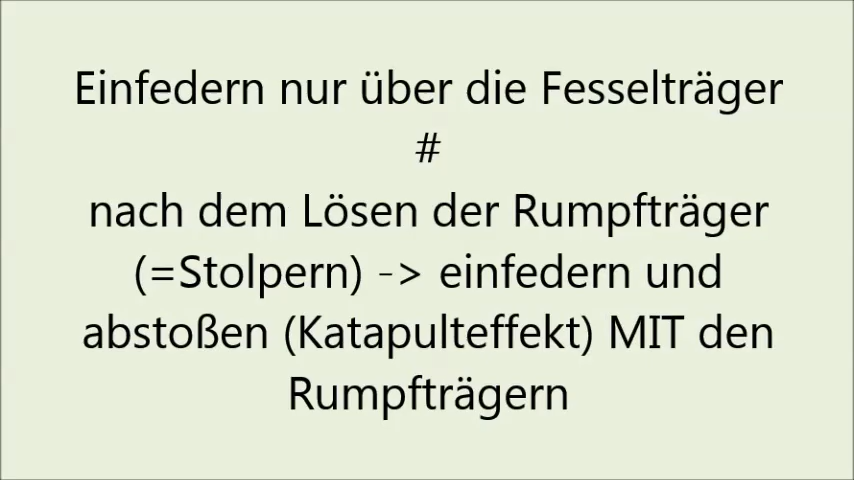 Einfedern nur über die Fesselträger
#
nach dem Lösen der Rumpfträger
(=Stolpern) -> einfedern und
abstoßen (Katapulteffekt) MIT den
Rumpfträgern